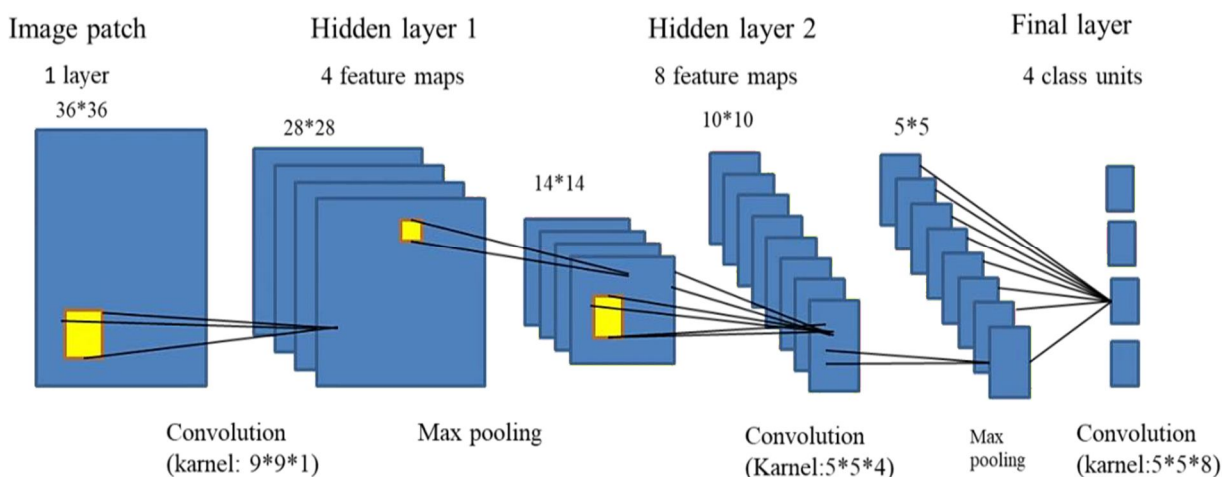 Image patch
Hidden layer 1
Hidden layer 2
Final layer
1 layer
4 feature maps
8 feature maps
4 class units
36*36
28*28
14*14
10*10
5*5
Convolution
(karnel: 9*9*1)
Max pooling
Convolution
(Karnel:5*5*4)
Max
pooling
Convolution
(karnel:5*5*8)